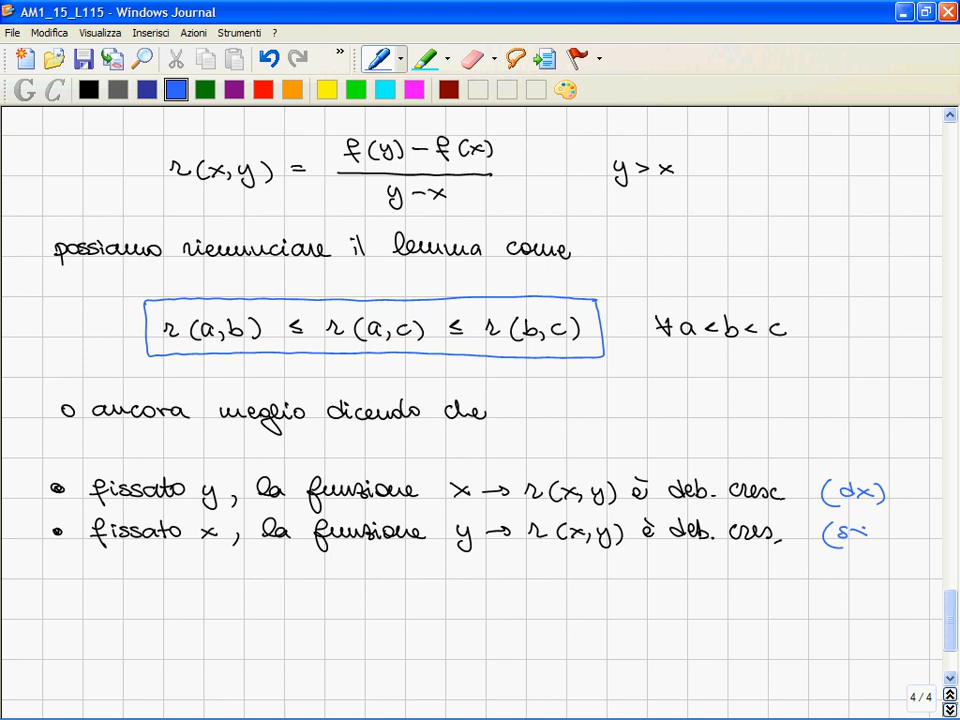 AM1_15_L115 - Windows Journal
File Modifica Visualizza Inserisci Azioni Strumenti ?
r(x,y) = f(y) - f(x) / y - x y > x
possiamo rienunciare il lemma come
r(a,b) ≤ r(a,c) ≤ r(b,c) ∀ a < b < c
o ancora meglio dicendo che
• fissato y, la funzione x → r(x,y) è deb. cresc (dx)
• fissato x, la funzione y → r(x,y) è deb. cres.
4 / 4